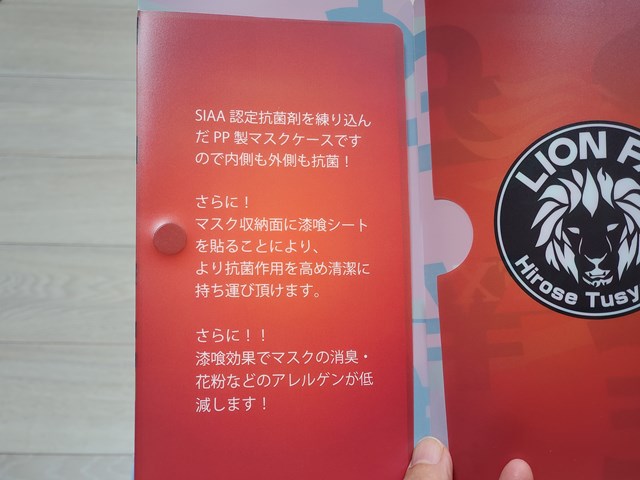 SIAA 認定抗菌剤を練り込ん
だ PP 製マスクケースです
ので内側も外側も抗菌！
さらに！
マスク収納面に漆喰シート
を貼ることにより、
より抗菌作用を高め清潔に
持ち運び頂けます。
さらに！！
漆喰効果でマスクの消臭・
花粉などのアレルゲンが低
減します！
LION
Hirose